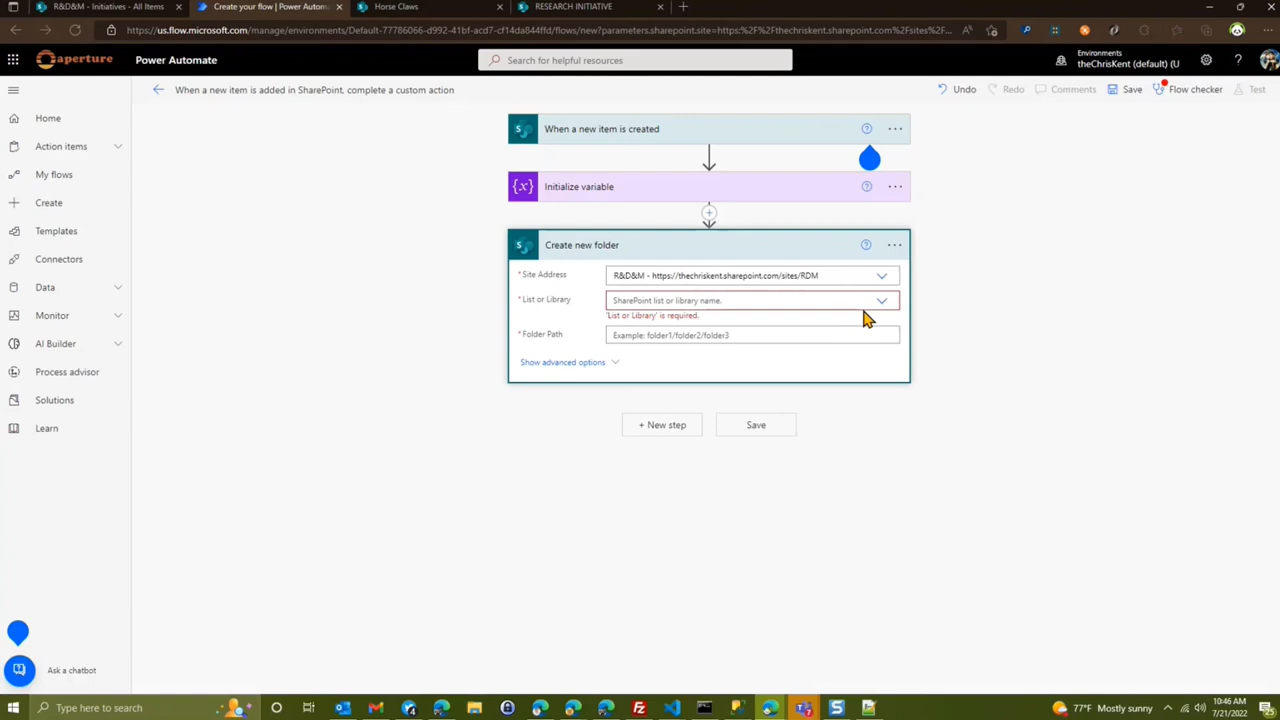 R&D&M - Initiatives - All Items
Create your flow | Power Automa
Horse Claws
RESEARCH INITIATIVE
https://us.flow.microsoft.com/manage/environments/Default-77786066-d992-41bf-acd7-cf14da844ffd/flows/new?parameters.sharepoint.site=https:%2F%2Fthechriskent.sharepoint.com%2Fsites%2F...
aperture
Power Automate
Search for helpful resources
Environments
theChrisKent (default) (U
When a new item is added in SharePoint, complete a custom action
Undo
Redo
Comments
Save
Flow checker
Test
Home
Action items
My flows
Create
Templates
Connectors
Data
Monitor
AI Builder
Process advisor
Solutions
Learn
Ask a chatbot
When a new item is created
{x} Initialize variable
Create new folder
* Site Address
R&D&M - https://thechriskent.sharepoint.com/sites/RDM
* List or Library
SharePoint list or library name.
'List or Library' is required.
* Folder Path
Example: folder1/folder2/folder3
Show advanced options
+ New step
Save
Type here to search
77°F Mostly sunny
10:46 AM
7/21/2022